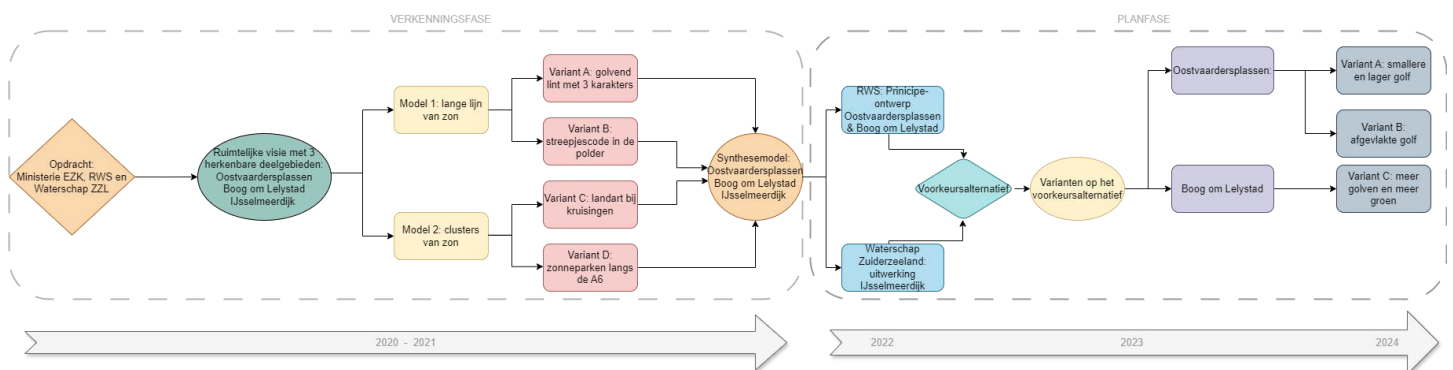 VERKENNINGSFASE
Opdracht:
Ministerie EZK, RWS en
Waterschap ZZL
Ruimtelijke visie met 3
herkenbare deelgebieden:
Oostvaardersplassen
Boog om Lelystad
IJsselmeerdijk
Model 1: lange lijn
van zon
Model 2: clusters
van zon
Variant A: golvend
lint met 3 karakters
Variant B:
streepjescode in de
polder
Variant C: landart bij
kruisingen
Variant D:
zonneparken langs
de A6
Synthesemodel:
Oostvaardersplassen
Boog om Lelystad
IJsselmeerdijk
PLANFASE
RWS: Prinicipe-
ontwerp
Oostvaardersplassen
& Boog om Lelystad
Waterschap
Zuiderzeeland:
uitwerking
IJsselmeerdijk
Voorkeursalternatief
Varianten op het
voorkeursalternatief
Oostvaardersplassen:
Boog om Lelystad
Variant A: smallere
en lager golf
Variant B:
afgevlakte golf
Variant C: meer
golven en meer
groen
2020 - 2021
2022
2023
2024